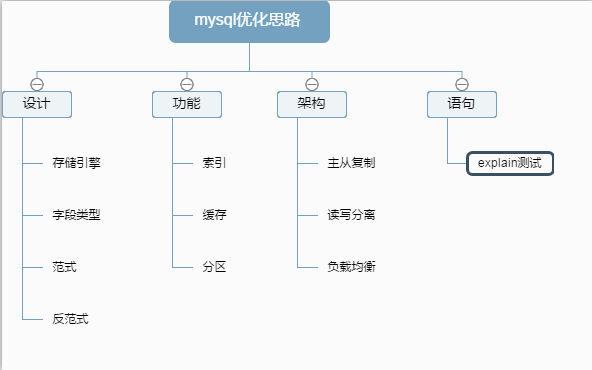 mysql优化思路
设计
功能
架构
语句
存储引擎
索引
主从复制
explain测试
字段类型
缓存
读写分离
范式
分区
负载均衡
反范式